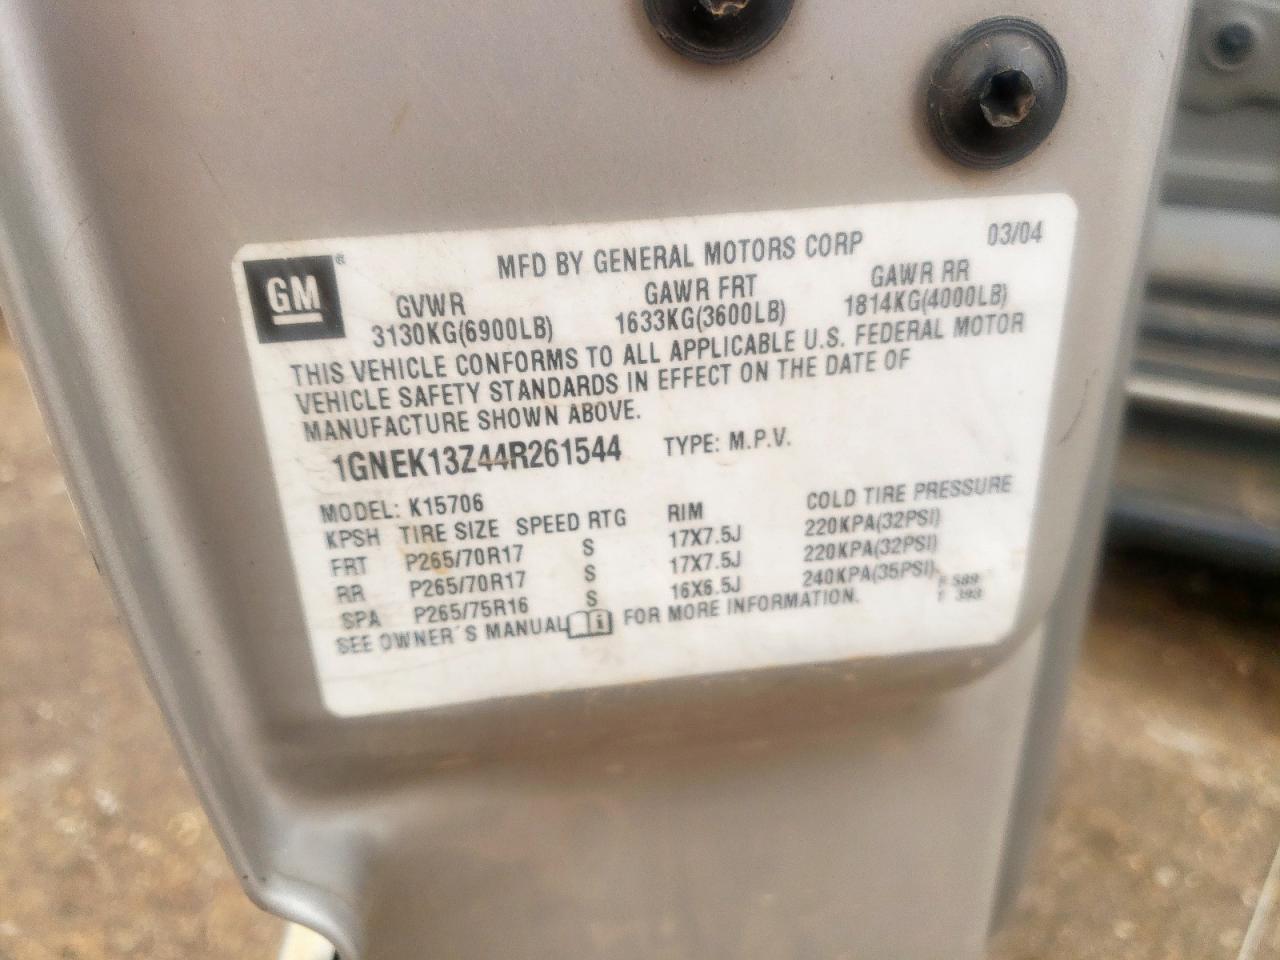 GM ®
MFD BY GENERAL MOTORS CORP 03/04
GVWR GAWR FRT GAWR RR
3130KG(6900LB) 1633KG(3600LB) 1814KG(4000LB)
THIS VEHICLE CONFORMS TO ALL APPLICABLE U.S. FEDERAL MOTOR
VEHICLE SAFETY STANDARDS IN EFFECT ON THE DATE OF
MANUFACTURE SHOWN ABOVE.
1GNEK13Z44R261544 TYPE: M.P.V.
MODEL: K15706
KPSH TIRE SIZE SPEED RTG RIM COLD TIRE PRESSURE
FRT P265/70R17 S 17X7.5J 220KPA(32PSI)
RR P265/70R17 S 17X7.5J 220KPA(32PSI)
SPA P265/75R16 S 16X6.5J 240KPA(35PSI)
SEE OWNER´S MANUAL FOR MORE INFORMATION.